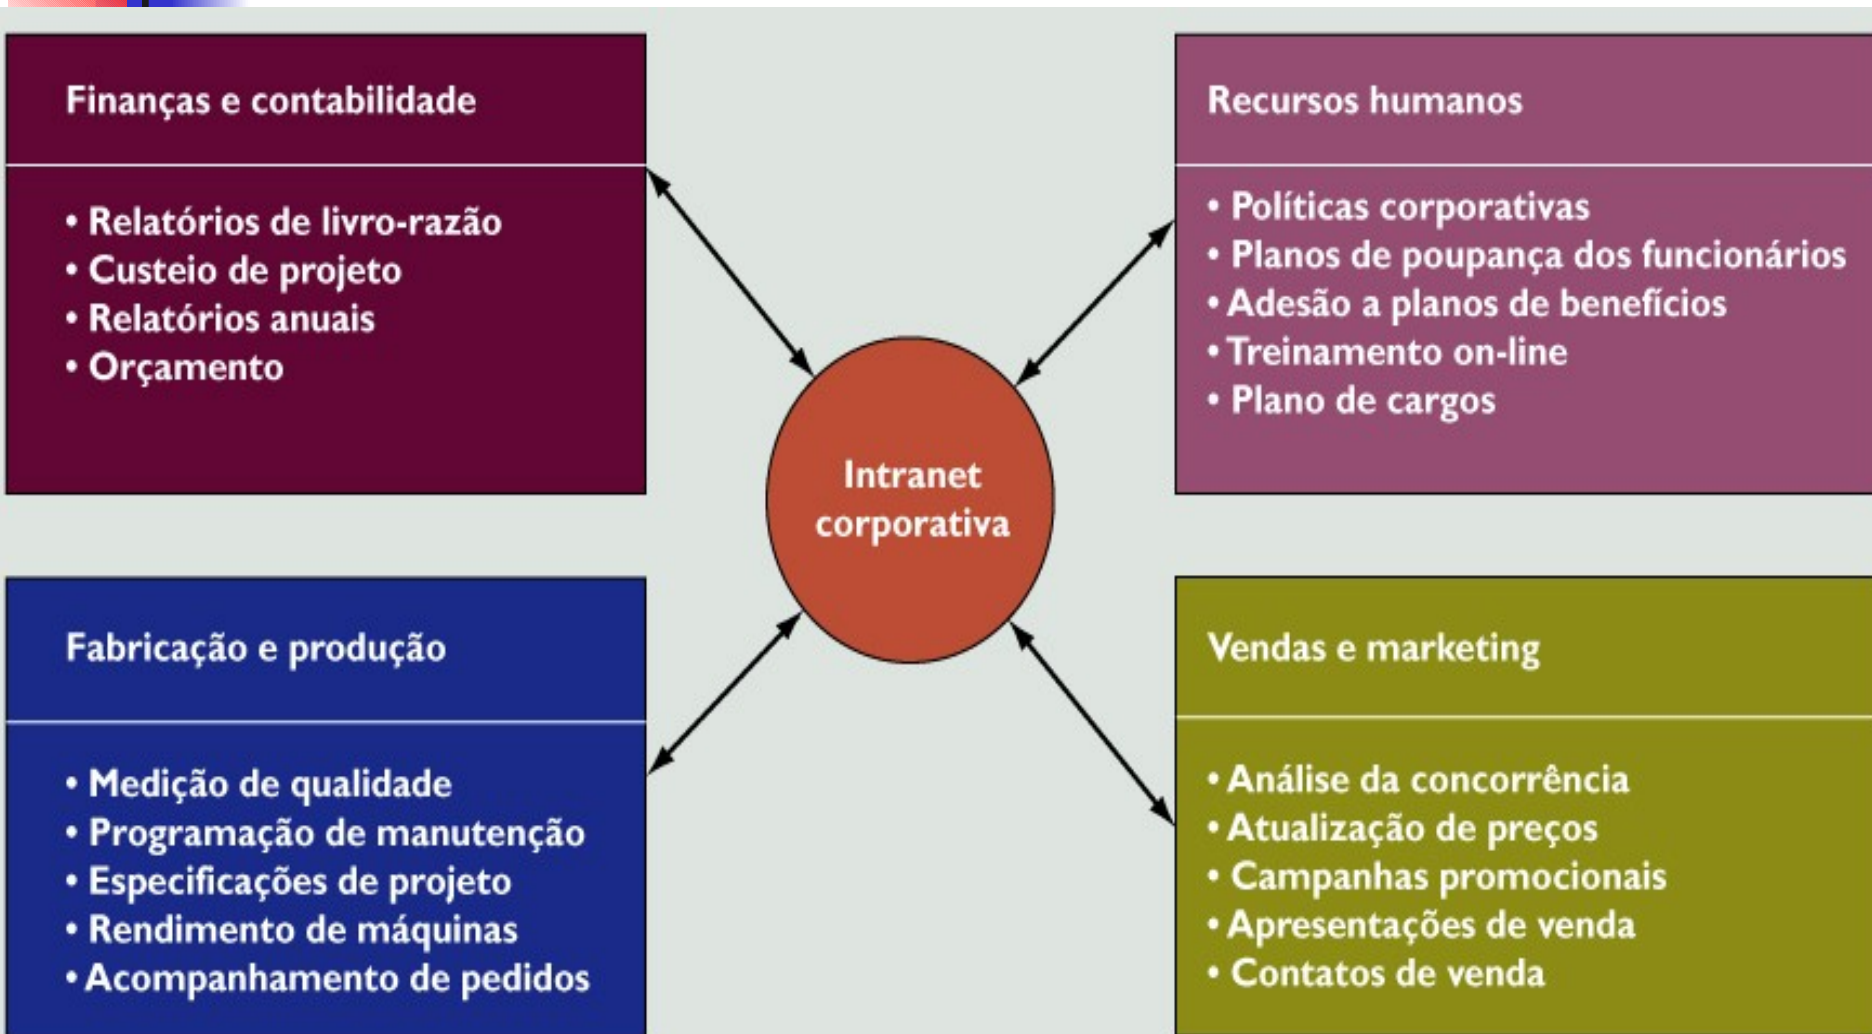 Finanças e contabilidade
• Relatórios de livro-razão
• Custeio de projeto
• Relatórios anuais
• Orçamento
Recursos humanos
• Políticas corporativas
• Planos de poupança dos funcionários
• Adesão a planos de benefícios
• Treinamento on-line
• Plano de cargos
Intranet
corporativa
Fabricação e produção
• Medição de qualidade
• Programação de manutenção
• Especificações de projeto
• Rendimento de máquinas
• Acompanhamento de pedidos
Vendas e marketing
• Análise da concorrência
• Atualização de preços
• Campanhas promocionais
• Apresentações de venda
• Contatos de venda